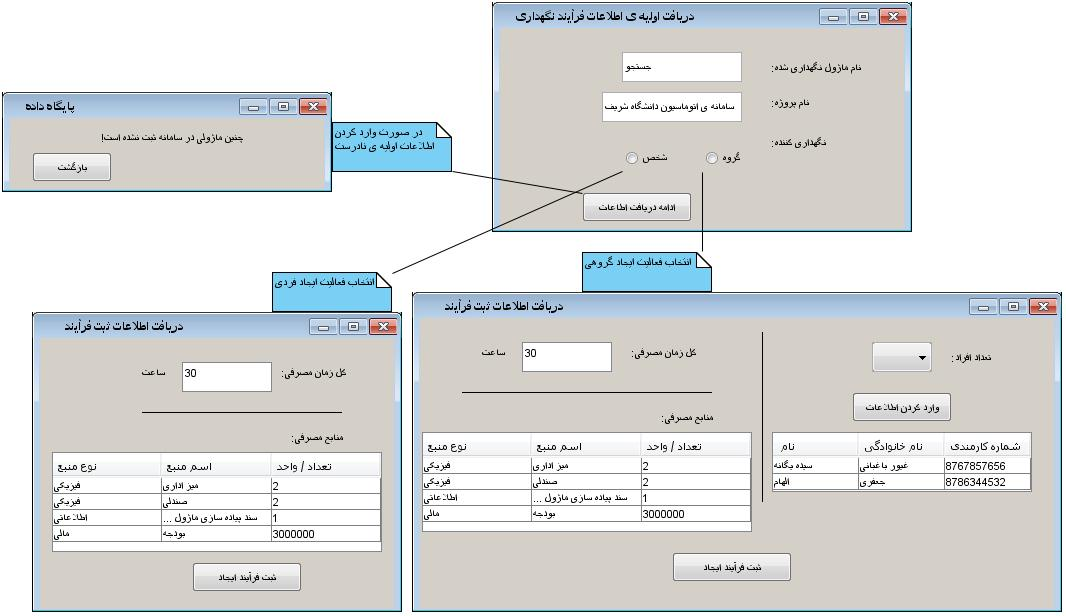 دریافت اولیه ی اطلاعات فرآیند نگهداری
نام ماژول نگهداری شده:
جستجو
نام پروژه:
سامانه ی اتوماسیون دانشگاه شریف
نگهداری کننده:
گروه
شخص
ادامه دریافت اطلاعات
در صورت وارد کردن
اطلاعات اولیه ی نادرست
پایگاه داده
چنین ماژولی در سامانه ثبت نشده است!
بازگشت
انتخاب فعالیت ایجاد گروهی
انتخاب فعالیت ایجاد فردی
دریافت اطلاعات ثبت فرآیند
تعداد افراد:
وارد کردن اطلاعات
شماره کارمندی نام خانوادگی نام
8767857656 غیور باغبانی سیده یگانه
8786344532 جعفری الهام
کل زمان مصرفی: 30 ساعت
منابع مصرفی:
تعداد / واحد اسم منبع نوع منبع
2 میز اداری فیزیکی
2 صندلی فیزیکی
1 سند پیاده سازی ماژول ... اطلاعاتی
3000000 بودجه مالی
ثبت فرآیند ایجاد
دریافت اطلاعات ثبت فرآیند
کل زمان مصرفی: 30 ساعت
منابع مصرفی:
تعداد / واحد اسم منبع نوع منبع
2 میز اداری فیزیکی
2 صندلی فیزیکی
1 سند پیاده سازی ماژول ... اطلاعاتی
3000000 بودجه مالی
ثبت فرآیند ایجاد